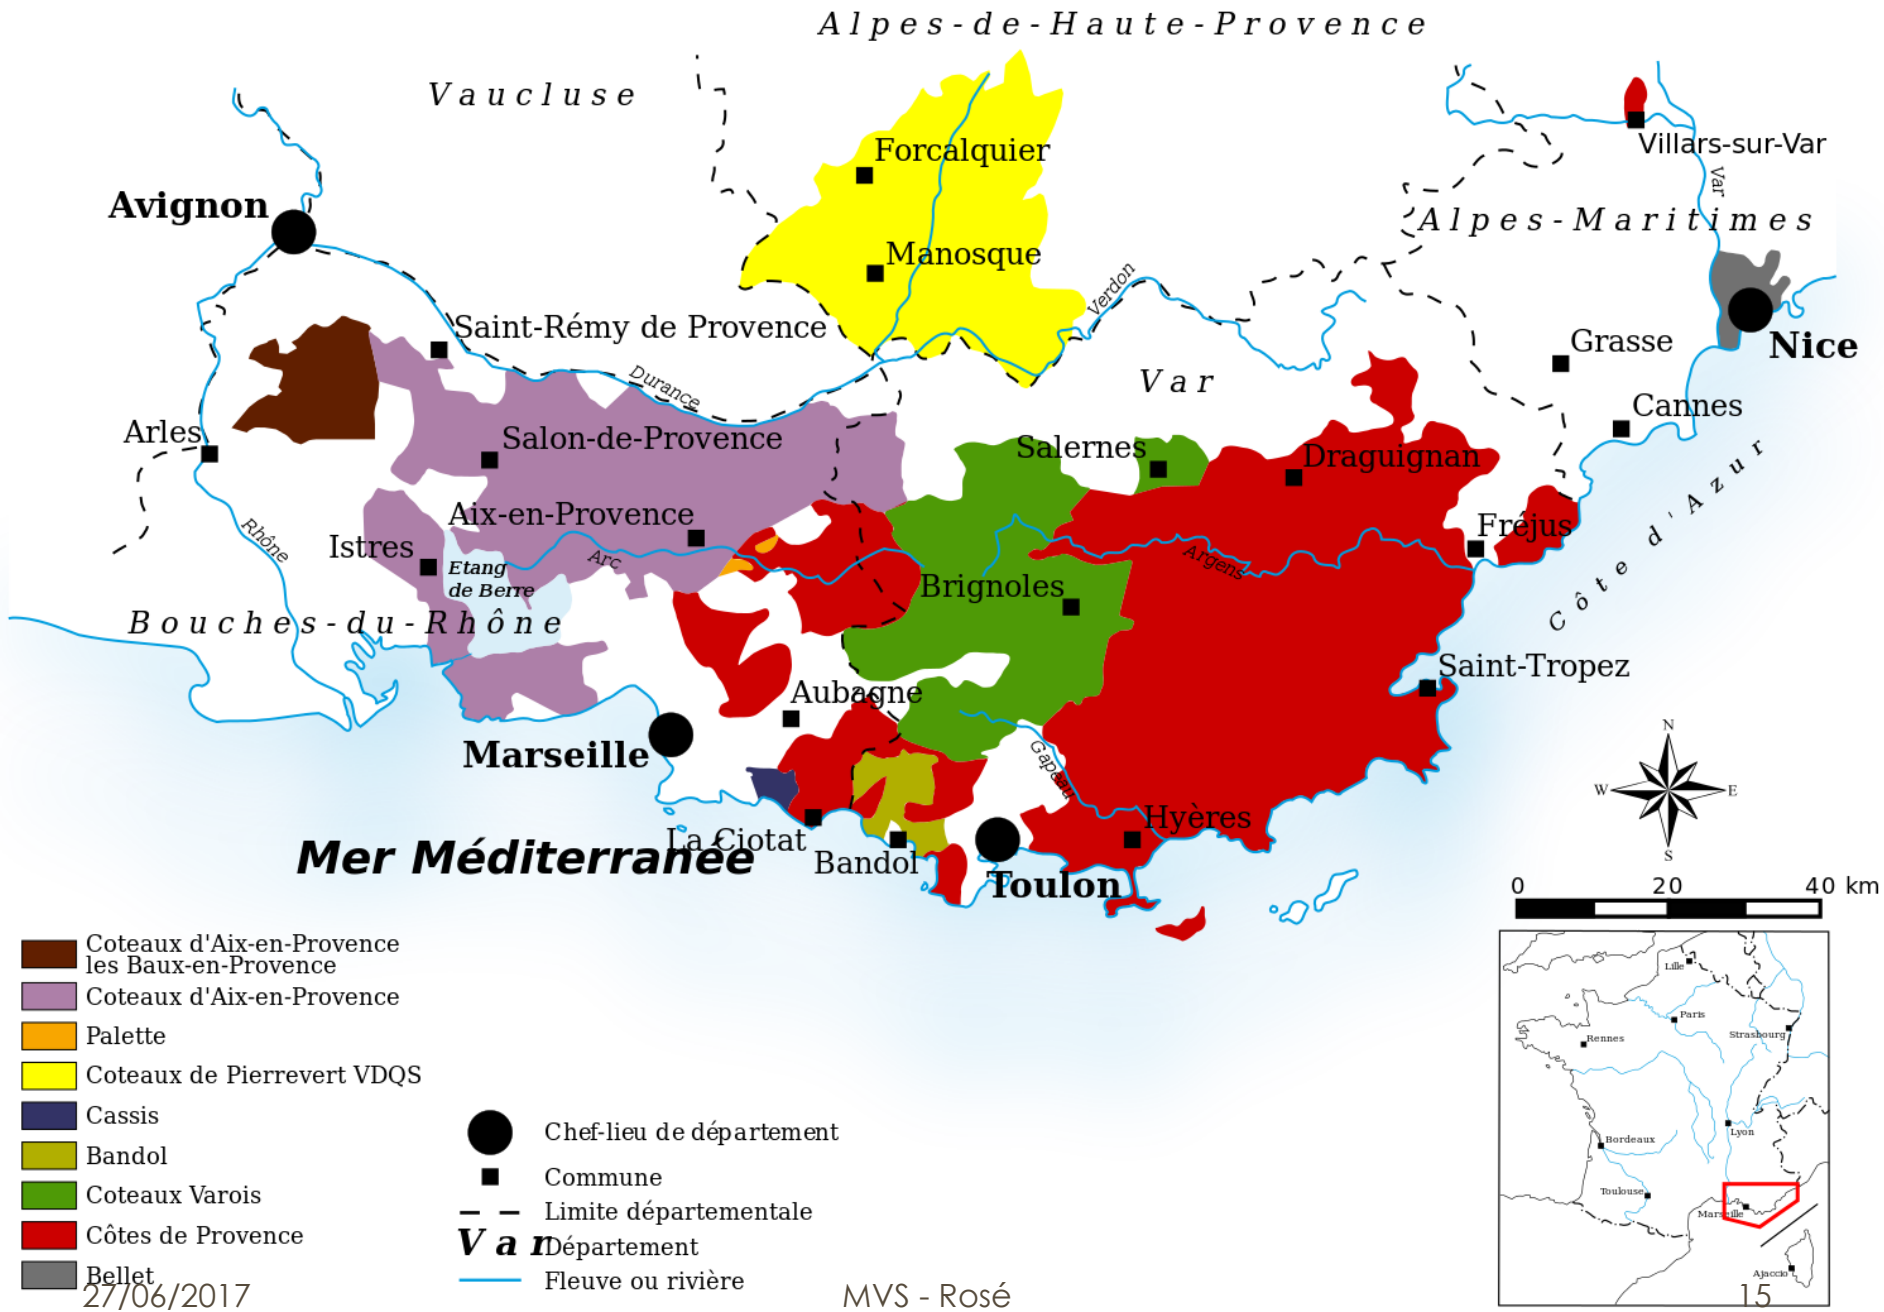 Alpes-de-Haute-Provence
Vaucluse
Forcalquier
Villars-sur-Var
Var
Avignon
Alpes-Maritimes
Manosque
Verdon
Saint-Rémy de Provence
Grasse
Nice
Durance
Var
Cannes
Arles
Salon-de-Provence
Salernes
Draguignan
Côte d'Azur
Rhône
Aix-en-Provence
Istres
Arc
Fréjus
Argens
Etang
de Berre
Brignoles
Bouches-du-Rhône
Saint-Tropez
Aubagne
Marseille
Gapeau
N
W
E
S
La Ciotat
Hyères
Mer Méditerranée
Bandol
Toulon
0 20 40 km
Coteaux d'Aix-en-Provence
les Baux-en-Provence
Coteaux d'Aix-en-Provence
Palette
Coteaux de Pierrevert VDQS
Cassis
Bandol
Coteaux Varois
Côtes de Provence
Bellet
Chef-lieu de département
Commune
Limite départementale
Var Département
Fleuve ou rivière
Lille
Paris
Strasbourg
Rennes
Lyon
Bordeaux
Toulouse
Marseille
Ajaccio
27/06/2017
MVS - Rosé
15